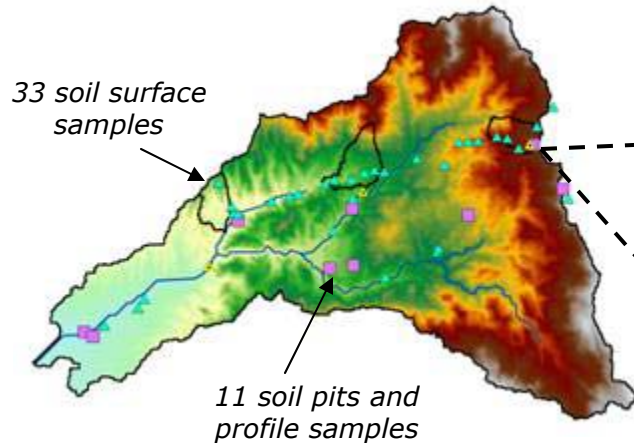 33 soil surface
samples
11 soil pits and
profile samples